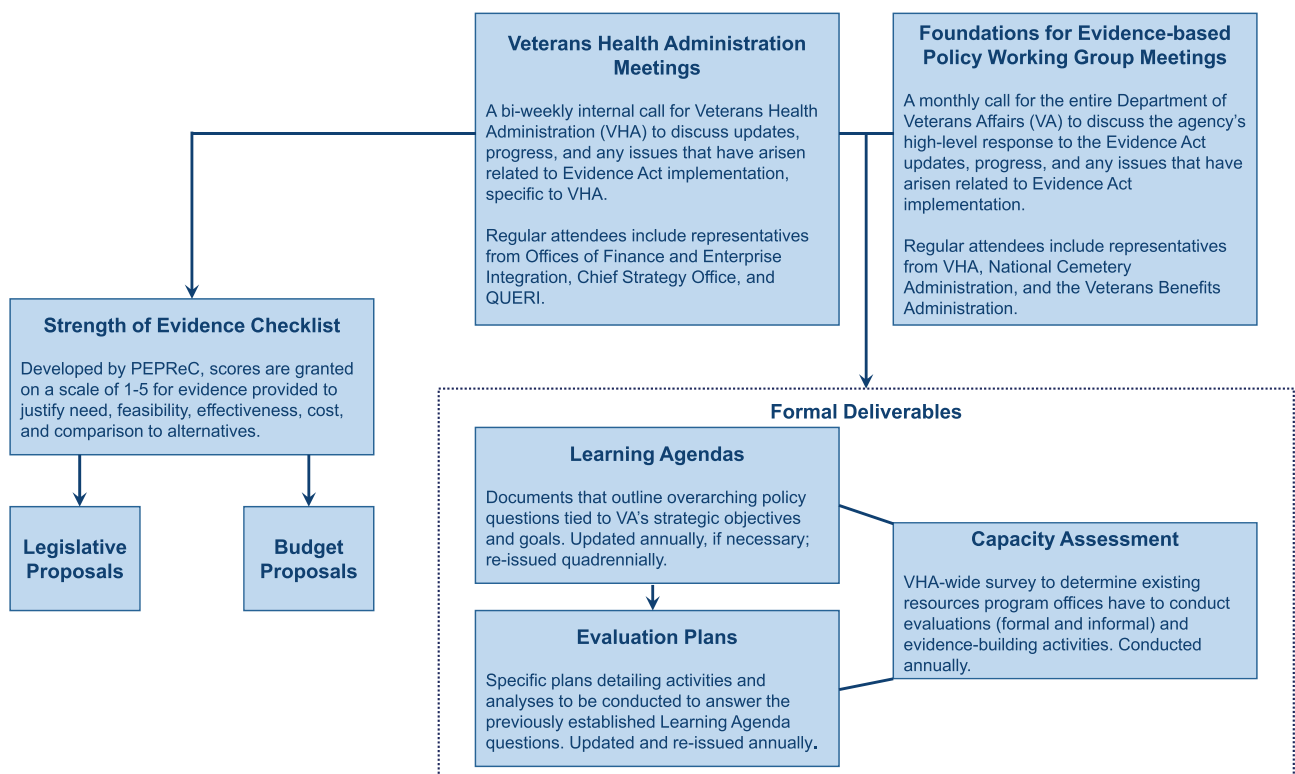 Veterans Health Administration
Meetings
A bi-weekly internal call for Veterans Health
Administration (VHA) to discuss updates,
progress, and any issues that have arisen
related to Evidence Act implementation,
specific to VHA.
Regular attendees include representatives
from Offices of Finance and Enterprise
Integration, Chief Strategy Office, and
QUERI.
Foundations for Evidence-based
Policy Working Group Meetings
A monthly call for the entire Department of
Veterans Affairs (VA) to discuss the agency’s
high-level response to the Evidence Act
updates, progress, and any issues that have
arisen related to Evidence Act
implementation.
Regular attendees include representatives
from VHA, National Cemetery
Administration, and the Veterans Benefits
Administration.
Strength of Evidence Checklist
Developed by PEPReC, scores are granted
on a scale of 1-5 for evidence provided to
justify need, feasibility, effectiveness, cost,
and comparison to alternatives.
Legislative
Proposals
Budget
Proposals
Formal Deliverables
Learning Agendas
Documents that outline overarching policy
questions tied to VA’s strategic objectives
and goals. Updated annually, if necessary;
re-issued quadrennially.
Evaluation Plans
Specific plans detailing activities and
analyses to be conducted to answer the
previously established Learning Agenda
questions. Updated and re-issued annually.
Capacity Assessment
VHA-wide survey to determine existing
resources program offices have to conduct
evaluations (formal and informal) and
evidence-building activities. Conducted
annually.